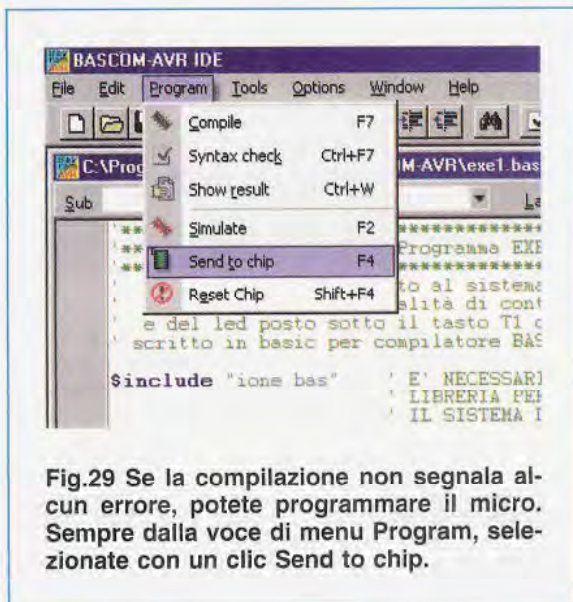 BASCOM-AVR IDE
File Edit Program Tools Options Window Help
Compile F7
C:\Prog M-AVR\exe1.bas
Syntax check Ctrl+F7
Show result Ctrl+W
Sub La
Simulate F2
Programma EXE
Send to chip F4
to al sistema
Reset Chip Shift+F4
alità di cont
e del led posto sotto il tasto T1
scritto in basic per compilatore BAS
$include "ione bas" ' E' NECESSARI
' LIBRERIA PER
' IL SISTEMA
Fig.29 Se la compilazione non segnala al-
cun errore, potete programmare il micro.
Sempre dalla voce di menu Program, sele-
zionate con un clic Send to chip.